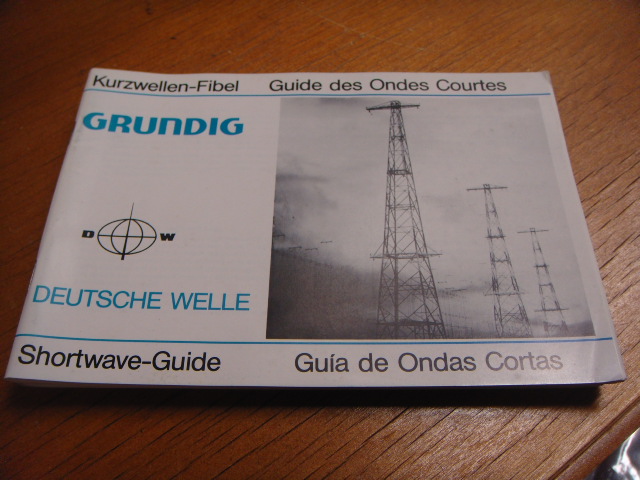 Kurzwellen-Fibel Guide des Ondes Courtes
GRUNDIG
D W
DEUTSCHE WELLE
Shortwave-Guide Guía de Ondas Cortas